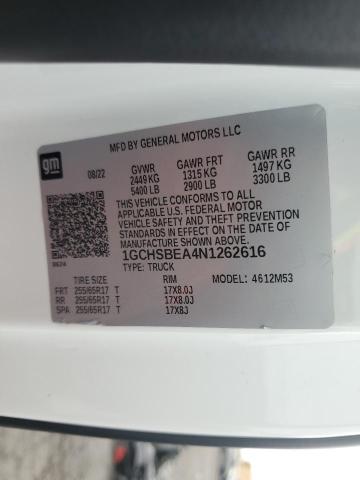 MFD BY GENERAL MOTORS LLC
gm
08/22 GVWR GAWR FRT GAWR RR
2449 KG 1315 KG 1497 KG
5400 LB 2900 LB 3300 LB
THIS VEHICLE CONFORMS TO ALL
APPLICABLE U.S. FEDERAL MOTOR
VEHICLE SAFETY AND THEFT
PREVENTION STANDARDS IN EFFECT ON
THE DATE OF MANUFACTURE SHOWN ABOVE.
1GCHSBEA4N1262616
TYPE: TRUCK
MODEL: 4612M53
TIRE SIZE RIM
FRT 255/65R17 T 17X8.0J
RR 255/65R17 T 17X8.0J
SPA 255/65R17 T 17X8J